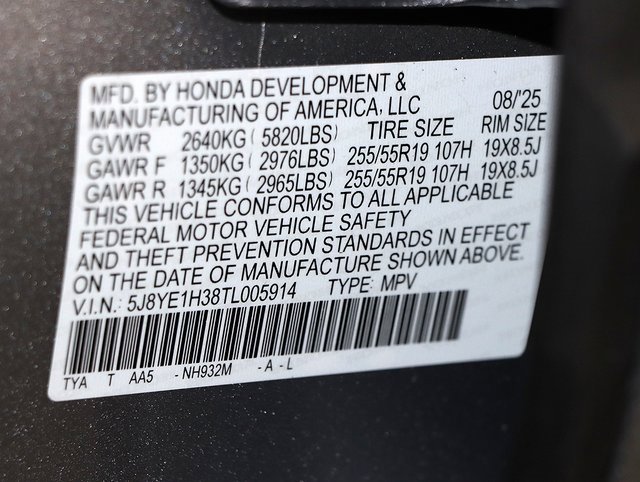 MFD. BY HONDA DEVELOPMENT &
MANUFACTURING OF AMERICA, LLC 08/'25
GVWR 2640KG ( 5820LBS) TIRE SIZE RIM SIZE
GAWR F 1350KG ( 2976LBS) 255/55R19 107H 19X8.5J
GAWR R 1345KG ( 2965LBS) 255/55R19 107H 19X8.5J
THIS VEHICLE CONFORMS TO ALL APPLICABLE
FEDERAL MOTOR VEHICLE SAFETY
AND THEFT PREVENTION STANDARDS IN EFFECT
ON THE DATE OF MANUFACTURE SHOWN ABOVE.
V.I.N.: 5J8YE1H38TL005914 TYPE: MPV
TYA T AA5 -NH932M -A -L